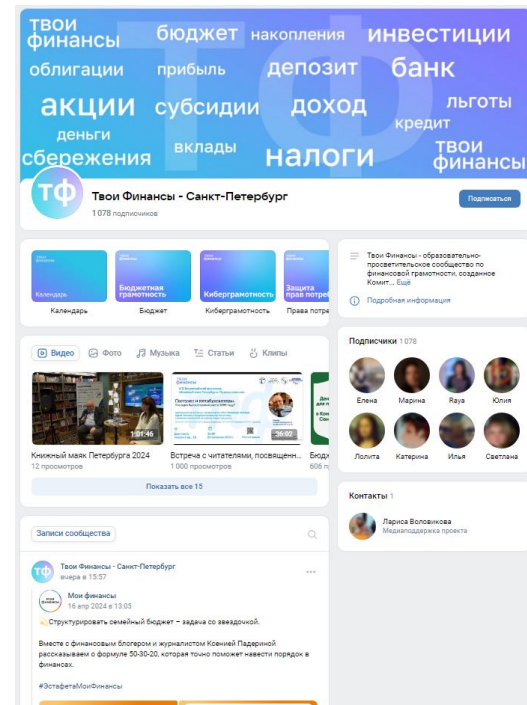 твои
финансы
бюджет накопления инвестиции
облигации прибыль депозит банк
акции субсидии доход льготы
кредит
деньги
сбережения вклады налоги
твои
финансы
тф
Твои Финансы - Санкт-Петербург
1 078 подписчиков
Подписаться
Календарь
Бюджетная
грамотность
Киберграмотность
Защита
прав потреб
Календарь Бюджет Киберграмотность Права потре
Твои Финансы - образовательно-
просветительское сообщество по
финансовой грамотности, созданное
Комит... Ещё
Подробная информация
Видео Фото Музыка Статьи Клипы
1:01:46
36:02
Книжный маяк Петербурга 2024
12 просмотров
Встреча с читателями, посвященн...
1 000 просмотров
Бюдж
606 п
Показать все 15
Подписчики 1 078
Елена Марина Raya Юлия
Лолита Катерина Илья Светлана
Контакты 1
Лариса Воловикова
Медиаподдержка проекта
Записи сообщества
тф
Твои Финансы - Санкт-Петербург
вчера в 15:57
Мои финансы
16 апр 2024 в 13:05
Структурировать семейный бюджет – задача со звездочкой.
Вместе с финансовым блогером и журналистом Ксенией Падериной
рассказываем о формуле 50-30-20, которая точно поможет навести порядок в
финансах.
#ЭстафетаМоиФинансы